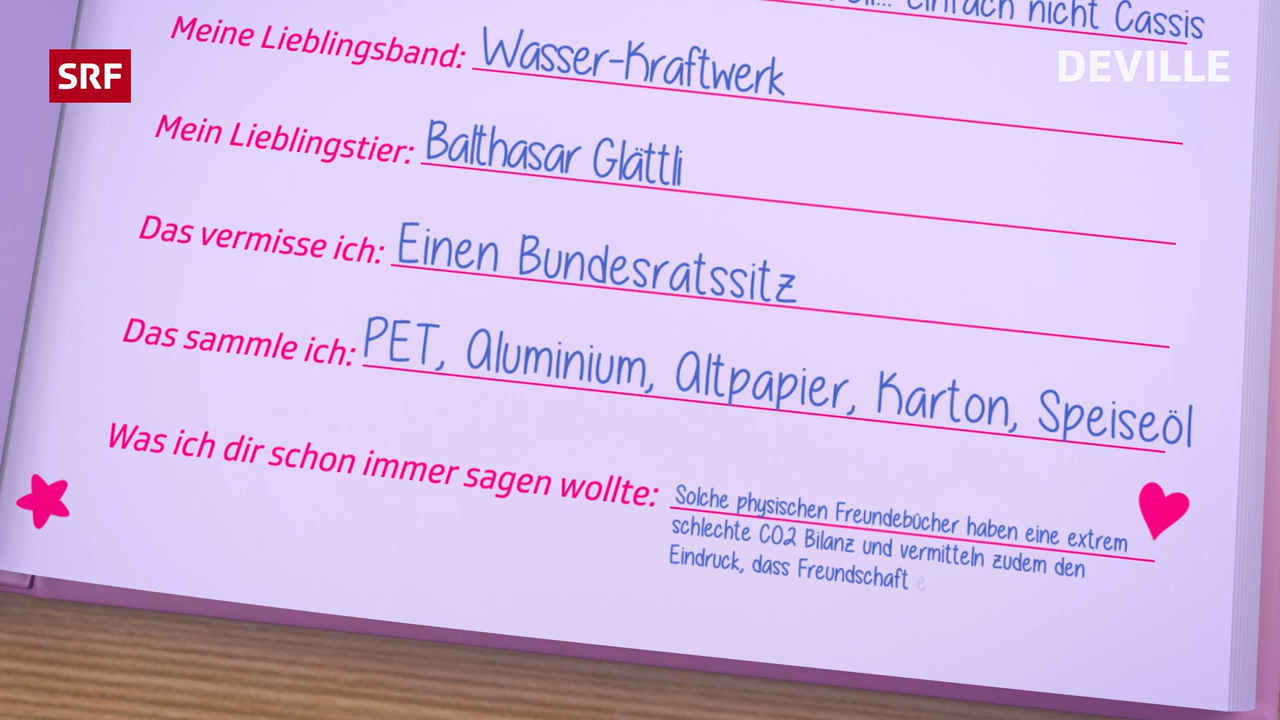 einfach nicht Cassis
SRF
DEVILLE
Meine Lieblingsband: Wasser-Kraftwerk
Mein Lieblingstier: Balthasar Glättli
Das vermisse ich: Einen Bundesratssitz
Das sammle ich: PET, Aluminium, Altpapier, Karton, Speiseöl
Was ich dir schon immer sagen wollte: Solche physischen Freundebücher haben eine extrem
schlechte CO2 Bilanz und vermitteln zudem den
Eindruck, dass Freundschaft e